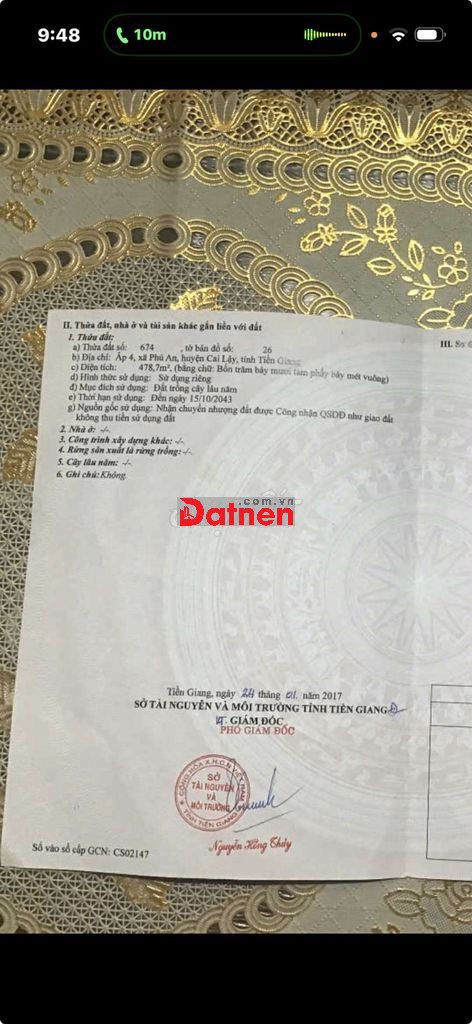 9:48
10m
II. Thửa đất, nhà ở và tài sản khác gắn liền với đất
III. Sơ
1. Thửa đất:
a) Thửa đất số: 674 , tờ bản đồ số: 26
b) Địa chỉ: Ấp 4, xã Phú An, huyện Cai Lậy, tỉnh Tiền Giang
c) Diện tích: 478,7m², (bằng chữ: Bốn trăm bảy mươi tám phẩy bảy mét vuông)
d) Hình thức sử dụng: Sử dụng riêng
đ) Mục đích sử dụng: Đất trồng cây lâu năm
e) Thời hạn sử dụng: Đến ngày 15/10/2043
g) Nguồn gốc sử dụng: Nhận chuyển nhượng đất được Công nhận QSDĐ như giao đất
không thu tiền sử dụng đất
2. Nhà ở: -/-
3. Công trình xây dựng khác: -/-
4. Rừng sản xuất là rừng trồng: -/-
5. Cây lâu năm: -/-
6. Ghi chú: Không
.com.vn
Datnen
Tiền Giang, ngày 24 tháng 01 năm 2017
SỞ TÀI NGUYÊN VÀ MÔI TRƯỜNG TỈNH TIỀN GIANG
KT. GIÁM ĐỐC
PHÓ GIÁM ĐỐC
CỘNG HÒA X.H.C.N VIỆT NAM
SỞ
TÀI NGUYÊN
VÀ
MÔI TRƯỜNG
TỈNH TIỀN GIANG
Nguyễn Hồng Thủy
Số vào sổ cấp GCN: CS02147